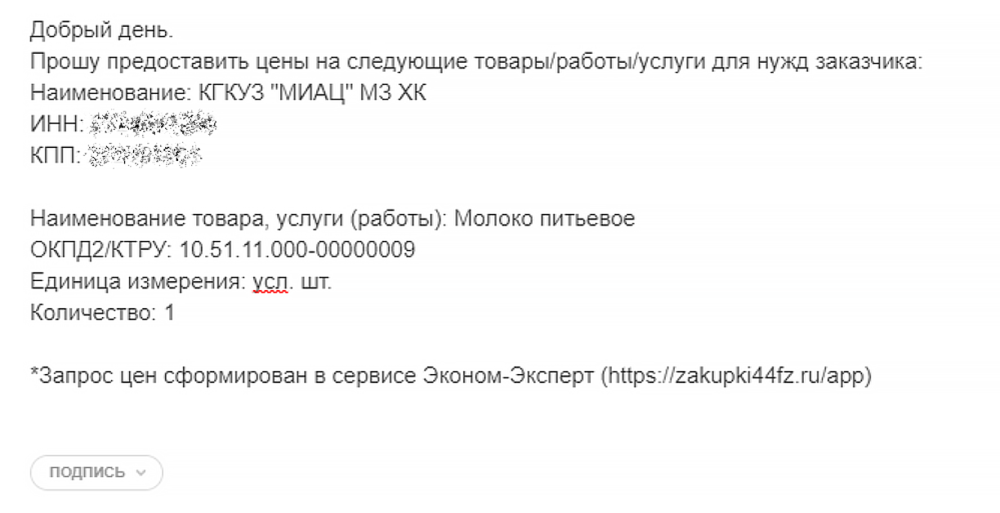 Добрый день.
Прошу предоставить цены на следующие товары/работы/услуги для нужд заказчика:
Наименование: КГКУЗ "МИАЦ" МЗ ХК
ИНН:
КПП:
Наименование товара, услуги (работы): Молоко питьевое
ОКПД2/КТРУ: 10.51.11.000-00000009
Единица измерения: усл. шт.
Количество: 1
*Запрос цен сформирован в сервисе Эконом-Эксперт (https://zakupki44fz.ru/app)
ПОДПИСЬ